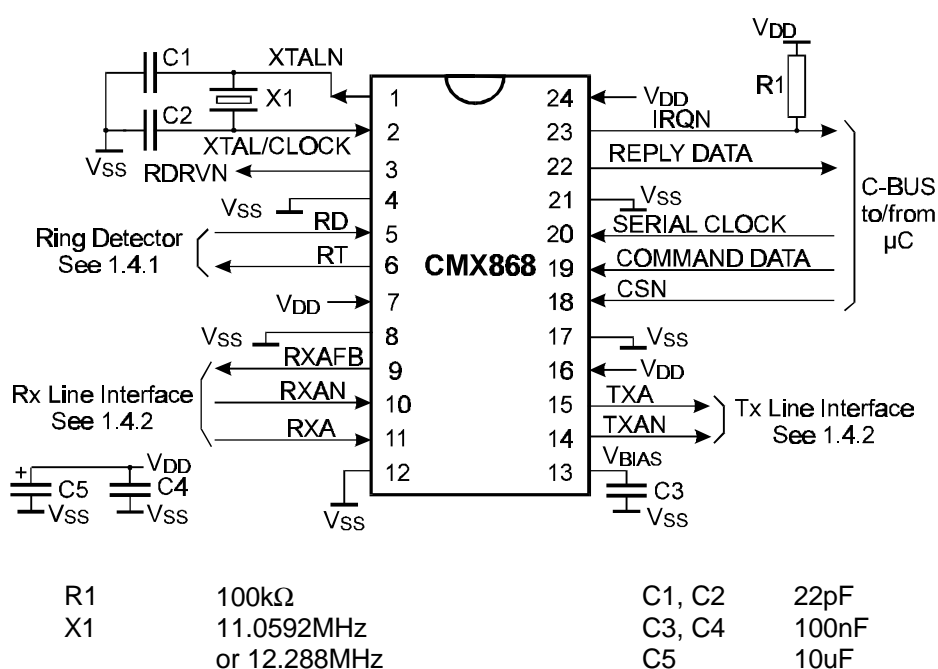 VDD
C1
XTALN
R1
X1
1
24
VDD
C2
2
23
IRQN
VSS
XTAL/CLOCK
RDRVN
3
22
REPLY DATA
VSS
4
21
VSS
C-BUS
to/from
µC
Ring Detector
See 1.4.1
RD
5
20
SERIAL CLOCK
RT
6
CMX868
19
COMMAND DATA
VDD
7
18
CSN
VSS
8
17
VSS
RXAFB
9
16
VDD
Rx Line Interface
See 1.4.2
RXAN
10
15
TXA
Tx Line Interface
See 1.4.2
RXA
11
14
TXAN
VDD
12
13
VBIAS
+
C5
C4
C3
VSS
VSS
VSS
VSS
R1 100kΩ C1, C2 22pF
X1 11.0592MHz C3, C4 100nF
or 12.288MHz C5 10uF